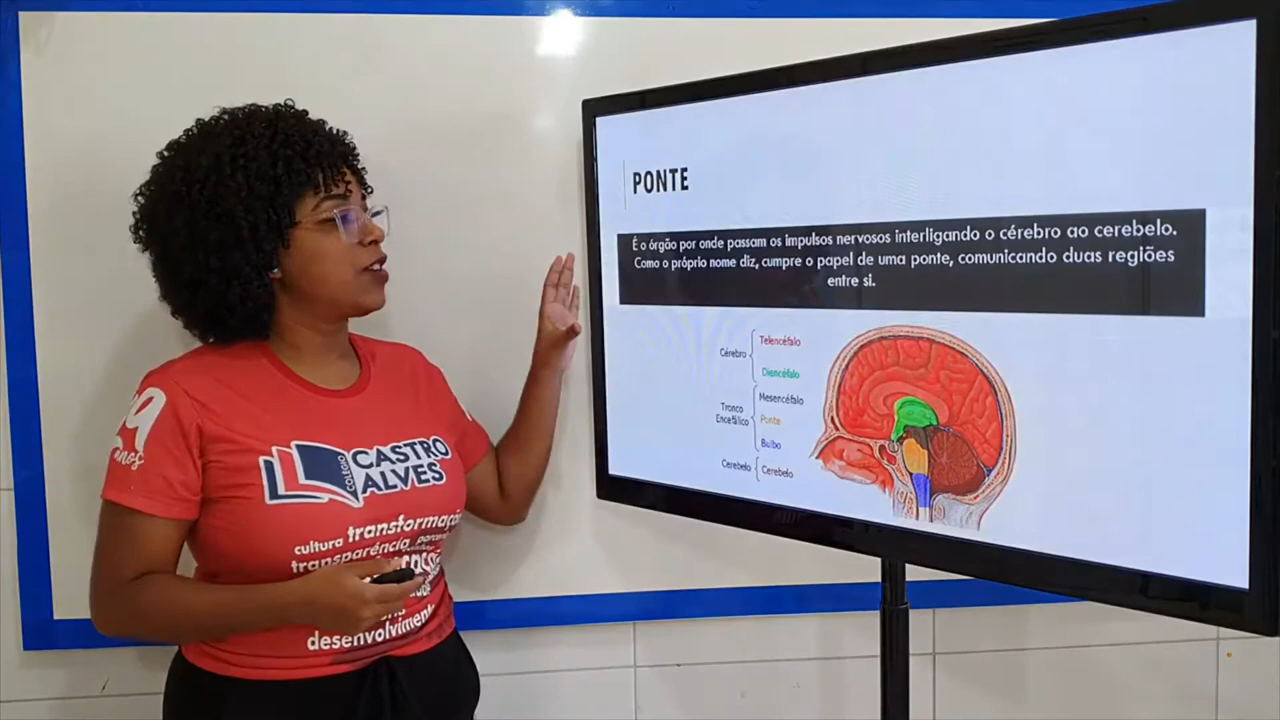 PONTE
É o órgão por onde passam os impulsos nervosos interligando o cérebro ao cerebelo.
Como o próprio nome diz, cumpre o papel de uma ponte, comunicando duas regiões
entre si.
Cérebro
Telencéfalo
Diencéfalo
Tronco
Encefálico
Mesencéfalo
Ponte
Bulbo
Cerebelo
Cerebelo
anos
COLÉGIO
CASTRO
ALVES
cultura transformação
transparência
desenvolvimento